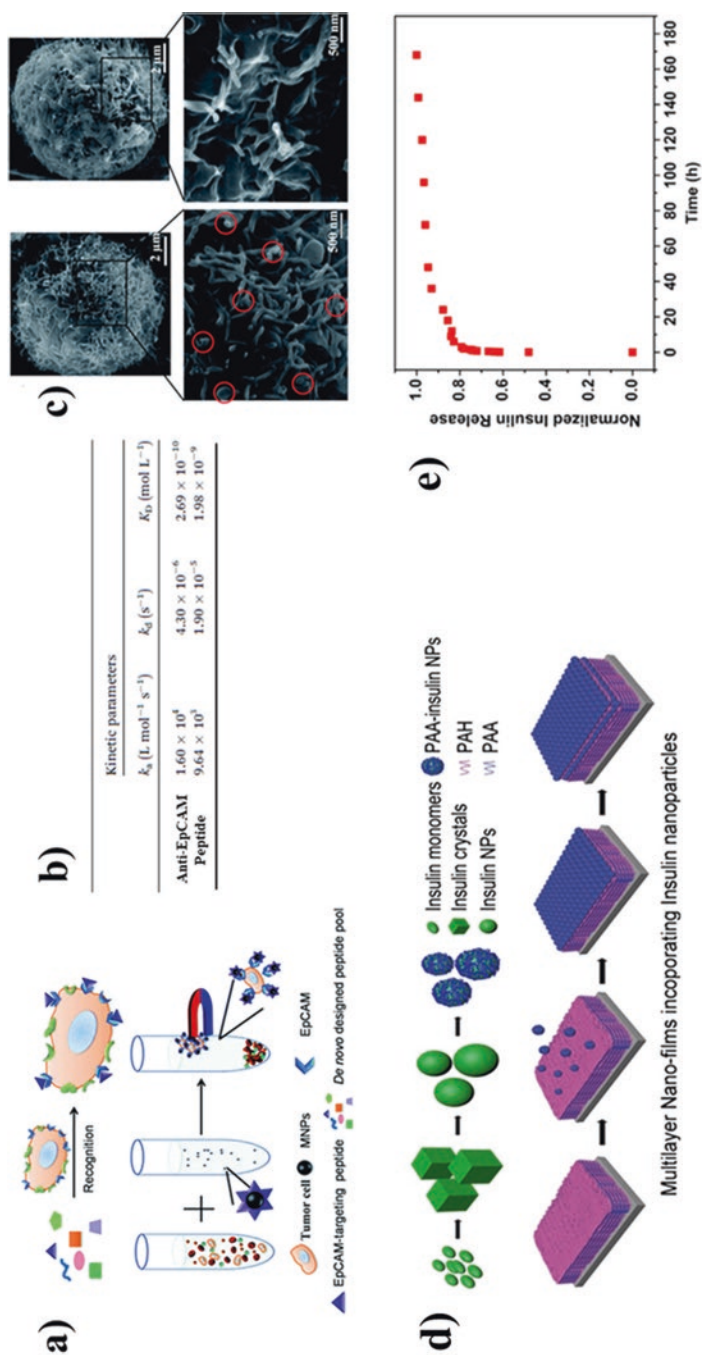 a)
Recognition
Tumor cell
MNPs
EpCAM
EpCAM-targeting peptide
De novo designed peptide pool
b)
Kinetic parameters
kₐ (L mol⁻¹ s⁻¹) k_d (s⁻¹) K_D (mol L⁻¹)
Anti-EpCAM 1.60 × 10⁴ 4.30 × 10⁻⁶ 2.69 × 10⁻¹⁰
Peptide 9.64 × 10³ 1.90 × 10⁻⁵ 1.98 × 10⁻⁹
c)
2 μm
2 μm
500 nm
500 nm
d)
Insulin monomers
Insulin crystals
Insulin NPs
PAA-insulin NPs
PAH
PAA
Multilayer Nano-films incoporating Insulin nanoparticles
e)
Normalized Insulin Release
1.0
0.8
0.6
0.4
0.2
0.0
0 20 40 60 80 100 120 140 160 180
Time (h)